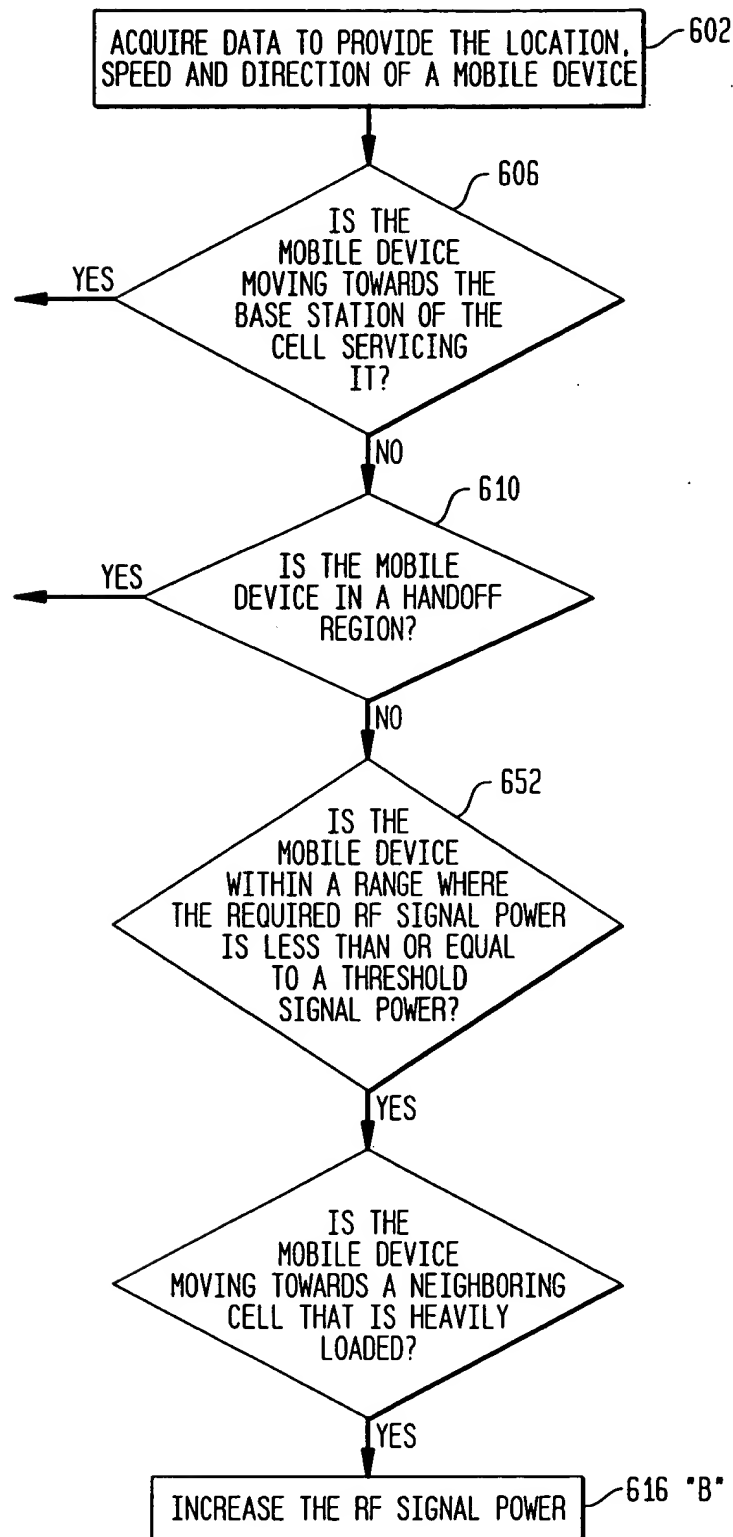 ACQUIRE DATA TO PROVIDE THE LOCATION,
SPEED AND DIRECTION OF A MOBILE DEVICE
602
606
IS THE
MOBILE DEVICE
MOVING TOWARDS THE
BASE STATION OF THE
CELL SERVICING
IT?
YES
NO
610
IS THE MOBILE
DEVICE IN A HANDOFF
REGION?
YES
NO
652
IS THE
MOBILE DEVICE
WITHIN A RANGE WHERE
THE REQUIRED RF SIGNAL POWER
IS LESS THAN OR EQUAL
TO A THRESHOLD
SIGNAL POWER?
YES
IS THE
MOBILE DEVICE
MOVING TOWARDS A NEIGHBORING
CELL THAT IS HEAVILY
LOADED?
YES
INCREASE THE RF SIGNAL POWER
616 "B"